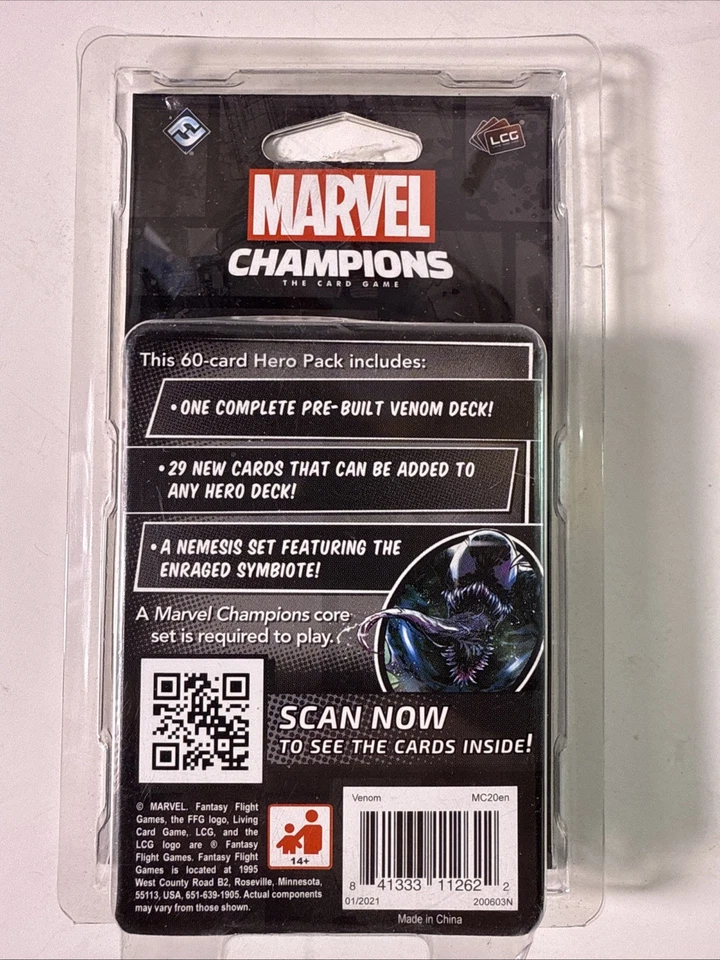 LCG
MARVEL
CHAMPIONS
THE CARD GAME
This 60-card Hero Pack includes:
• ONE COMPLETE PRE-BUILT VENOM DECK!
• 29 NEW CARDS THAT CAN BE ADDED TO
ANY HERO DECK!
• A NEMESIS SET FEATURING THE
ENRAGED SYMBIOTE!
A Marvel Champions core
set is required to play.
SCAN NOW
TO SEE THE CARDS INSIDE!
© MARVEL. Fantasy Flight
Games, the FFG logo, Living
Card Game, LCG, and the
LCG logo are ® Fantasy
Flight Games. Fantasy Flight
Games is located at 1995
West County Road B2, Roseville, Minnesota,
55113, USA, 651-639-1905. Actual components
may vary from those shown.
14+
Venom MC20en
8 41333 11262 2
01/2021 200603N
Made in China